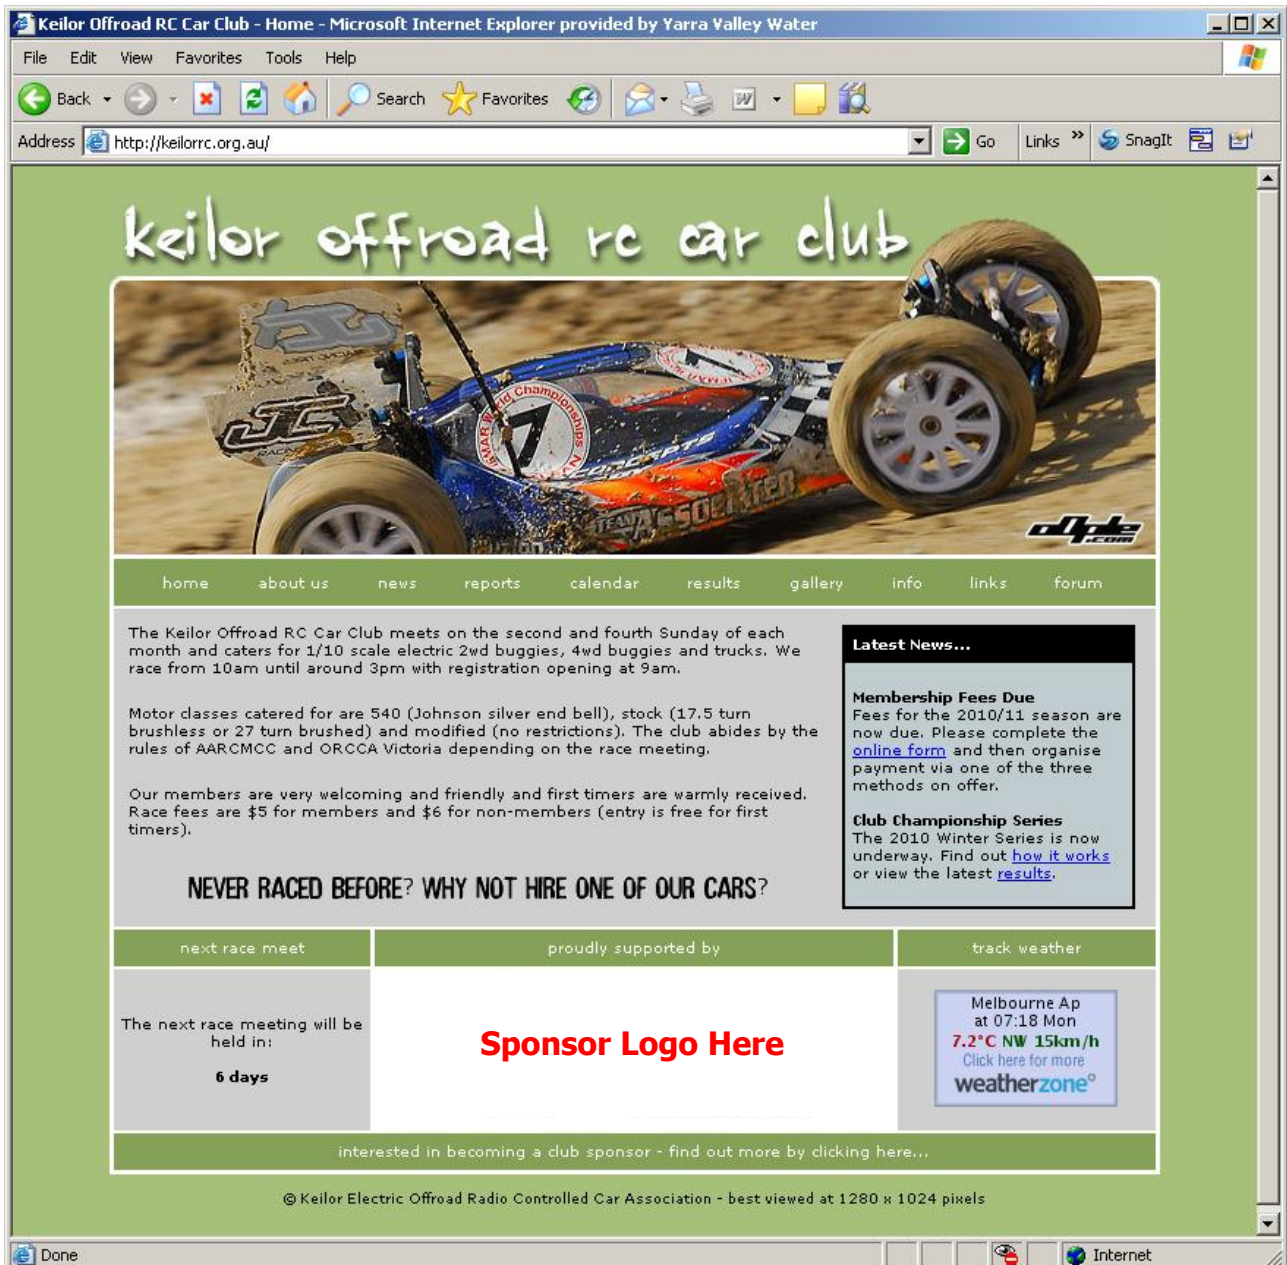 Keilor Offroad RC Car Club - Home - Microsoft Internet Explorer provided by Yarra Valley Water
File Edit View Favorites Tools Help
Back Search Favorites
Address http://keilorrc.org.au/ Go Links » SnagIt
keilor offroad rc car club
JC
RACING
7
IFMAR World Championships
CONCEPTS
TEAM ASSOCIATED
oOple
.com
home about us news reports calendar results gallery info links forum
The Keilor Offroad RC Car Club meets on the second and fourth Sunday of each
month and caters for 1/10 scale electric 2wd buggies, 4wd buggies and trucks. We
race from 10am until around 3pm with registration opening at 9am.
Motor classes catered for are 540 (Johnson silver end bell), stock (17.5 turn
brushless or 27 turn brushed) and modified (no restrictions). The club abides by the
rules of AARCMCC and ORCCA Victoria depending on the race meeting.
Our members are very welcoming and friendly and first timers are warmly received.
Race fees are $5 for members and $6 for non-members (entry is free for first
timers).
NEVER RACED BEFORE? WHY NOT HIRE ONE OF OUR CARS?
Latest News...
Membership Fees Due
Fees for the 2010/11 season are
now due. Please complete the
online form and then organise
payment via one of the three
methods on offer.
Club Championship Series
The 2010 Winter Series is now
underway. Find out how it works
or view the latest results.
next race meet
The next race meeting will be
held in:
6 days
proudly supported by
Sponsor Logo Here
track weather
Melbourne Ap
at 07:18 Mon
7.2°C NW 15km/h
Click here for more
weatherzone°
interested in becoming a club sponsor - find out more by clicking here...
© Keilor Electric Offroad Radio Controlled Car Association - best viewed at 1280 x 1024 pixels
Done Internet